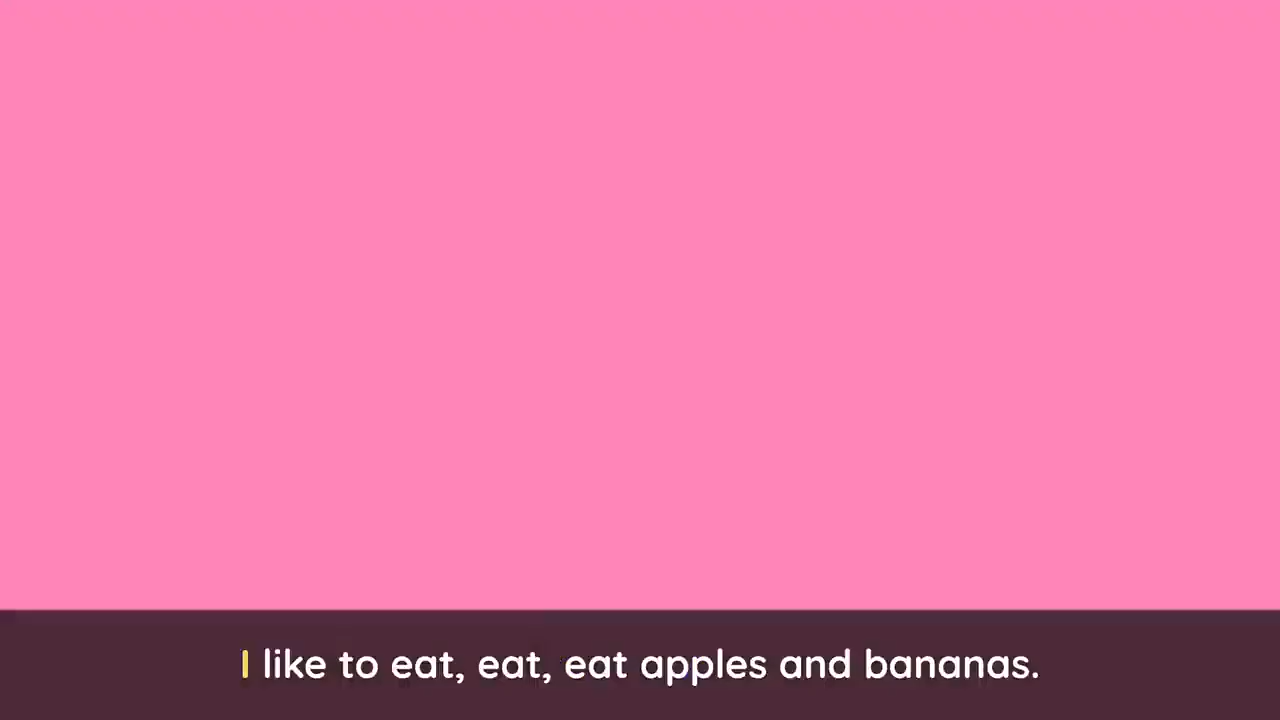 I like to eat, eat, eat apples and bananas.